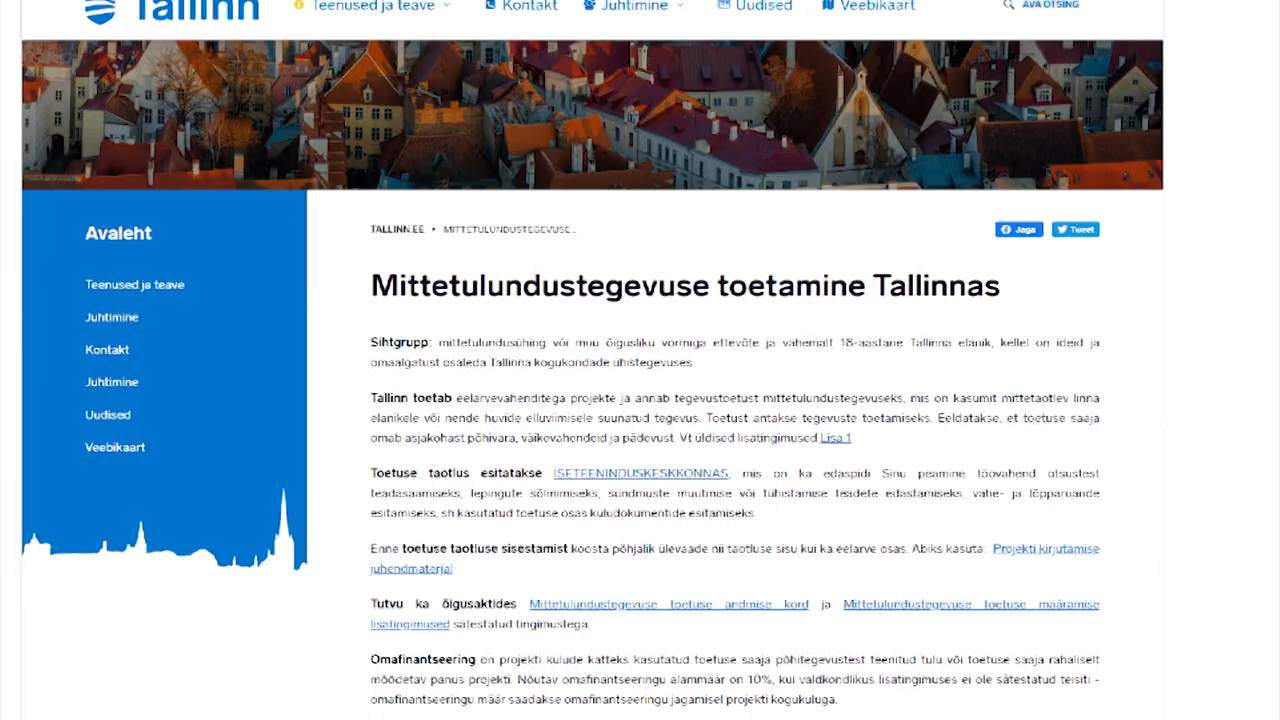 Tallinn
Teenused ja teave
Kontakt
Juhtimine
Uudised
Veebikaart
AVA OTSING
Avaleht
Teenused ja teave
Juhtimine
Kontakt
Juhtimine
Uudised
Veebikaart
TALLINN.EE • MITTETULUNDUSTEGEVUSE...
Jaga
Tweet
Mittetulundustegevuse toetamine Tallinnas
Sihtgrupp: mittetulundusühing või muu õigusliku vormiga ettevõte ja vähemalt 18-aastane Tallinna elanik, kellel on ideid ja
omaalgatust osaleda Tallinna kogukondade ühistegevuses.
Tallinn toetab eelarvevahenditega projekte ja annab tegevustoetust mittetulundustegevuseks, mis on kasumit mittetaotlev linna
elanikele või nende huvide elluviimisele suunatud tegevus. Toetust antakse tegevuste toetamiseks. Eeldatakse, et toetuse saaja
omab asjakohast põhivara, väikevahendeid ja pädevust. Vt üldised lisatingimused Lisa 1
Toetuse taotlus esitatakse ISETEENINDUSKESKKONNAS, mis on ka edaspidi Sinu peamine töövahend otsustest
teadasaamiseks, lepingute sõlmimiseks, sündmuste muutmise või tühistamise teadete edastamiseks, vahe- ja lõpparuande
esitamiseks, sh kasutatud toetuse osas kuludokumentide esitamiseks.
Enne toetuse taotluse sisestamist koosta põhjalik ülevaade nii taotluse sisu kui ka eelarve osas. Abiks kasuta: Projekti kirjutamise
juhendmaterjal
Tutvu ka õigusaktides Mittetulundustegevuse toetuse andmise kord ja Mittetulundustegevuse toetuse määramise
lisatingimused sätestatud tingimustega.
Omafinantseering on projekti kulude katteks kasutatud toetuse saaja põhitegevustest teenitud tulu või toetuse saaja rahaliselt
mõõdetav panus projekti. Nõutav omafinantseeringu alammäär on 10%, kui valdkondlikus lisatingimuses ei ole sätestatud teisiti -
omafinantseeringu määr saadakse omafinantseeringu jagamisel projekti kogukuluga.